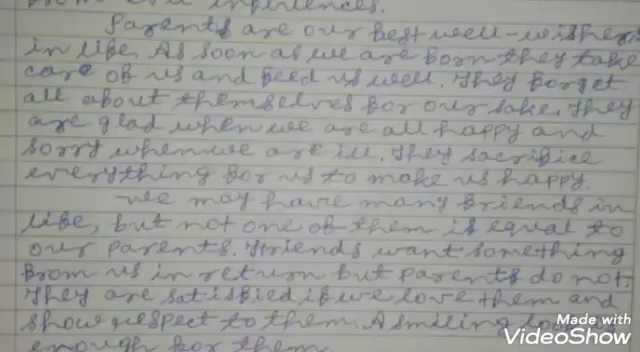 influences.
Parents are our best well-wishers
in life. As soon as we are born they take
care of us and feed us well. They forget
all about themselves for our sake. They
are glad when we are all happy and
sorry when we are ill. They sacrifice
everything for us to make us happy.
We may have many friends in
life, but not one of them is equal to
our parents. Friends want something
from us in return but parents do not.
They are satisfied if we love them and
show respect to them. A smiling
enough for them
Made with
VideoShow